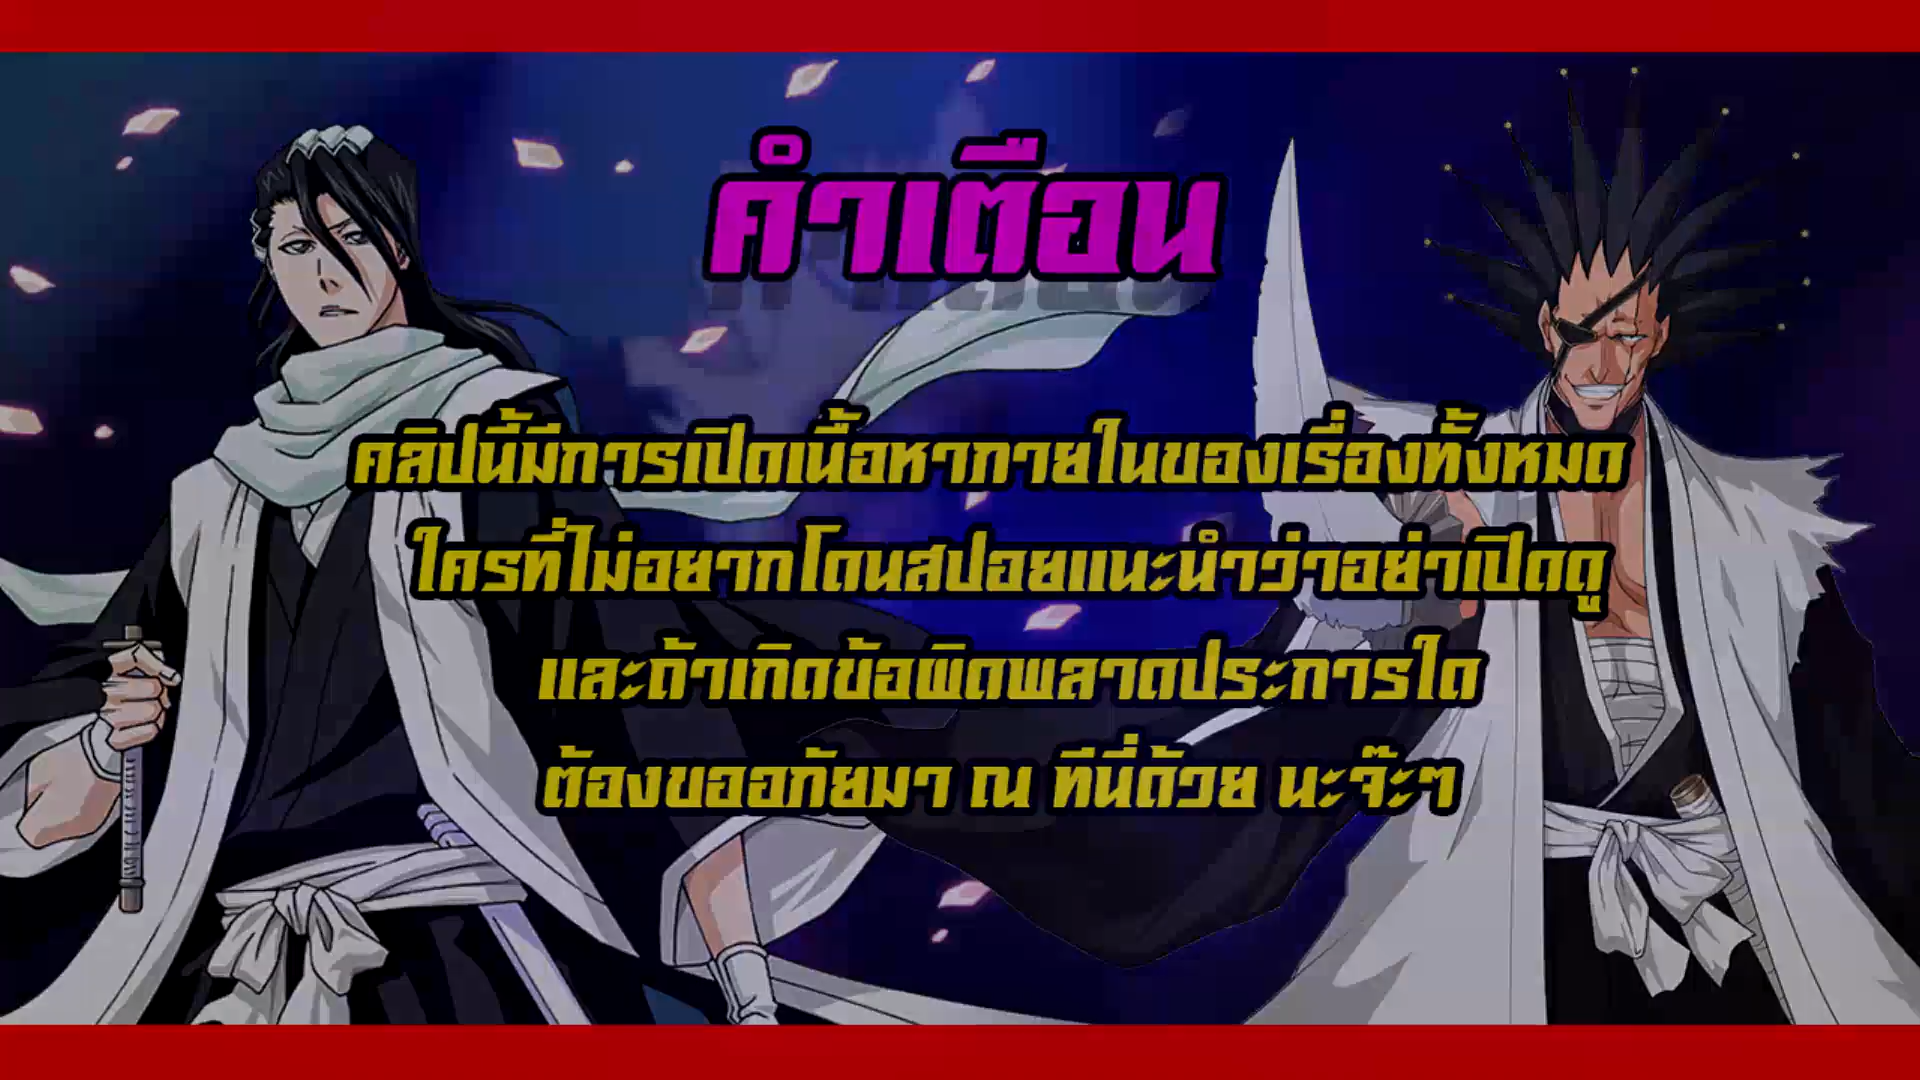 คำเตือน
คลิปนี้มีการเปิดเนื้อหาภายในของเรื่องทั้งหมด
ใครที่ไม่อยากโดนสปอยแนะนำว่าอย่าเปิดดู
และถ้าเกิดข้อผิดพลาดประการใด
ต้องขออภัยมา ณ ทีนี่ด้วย นะจ๊ะๆ